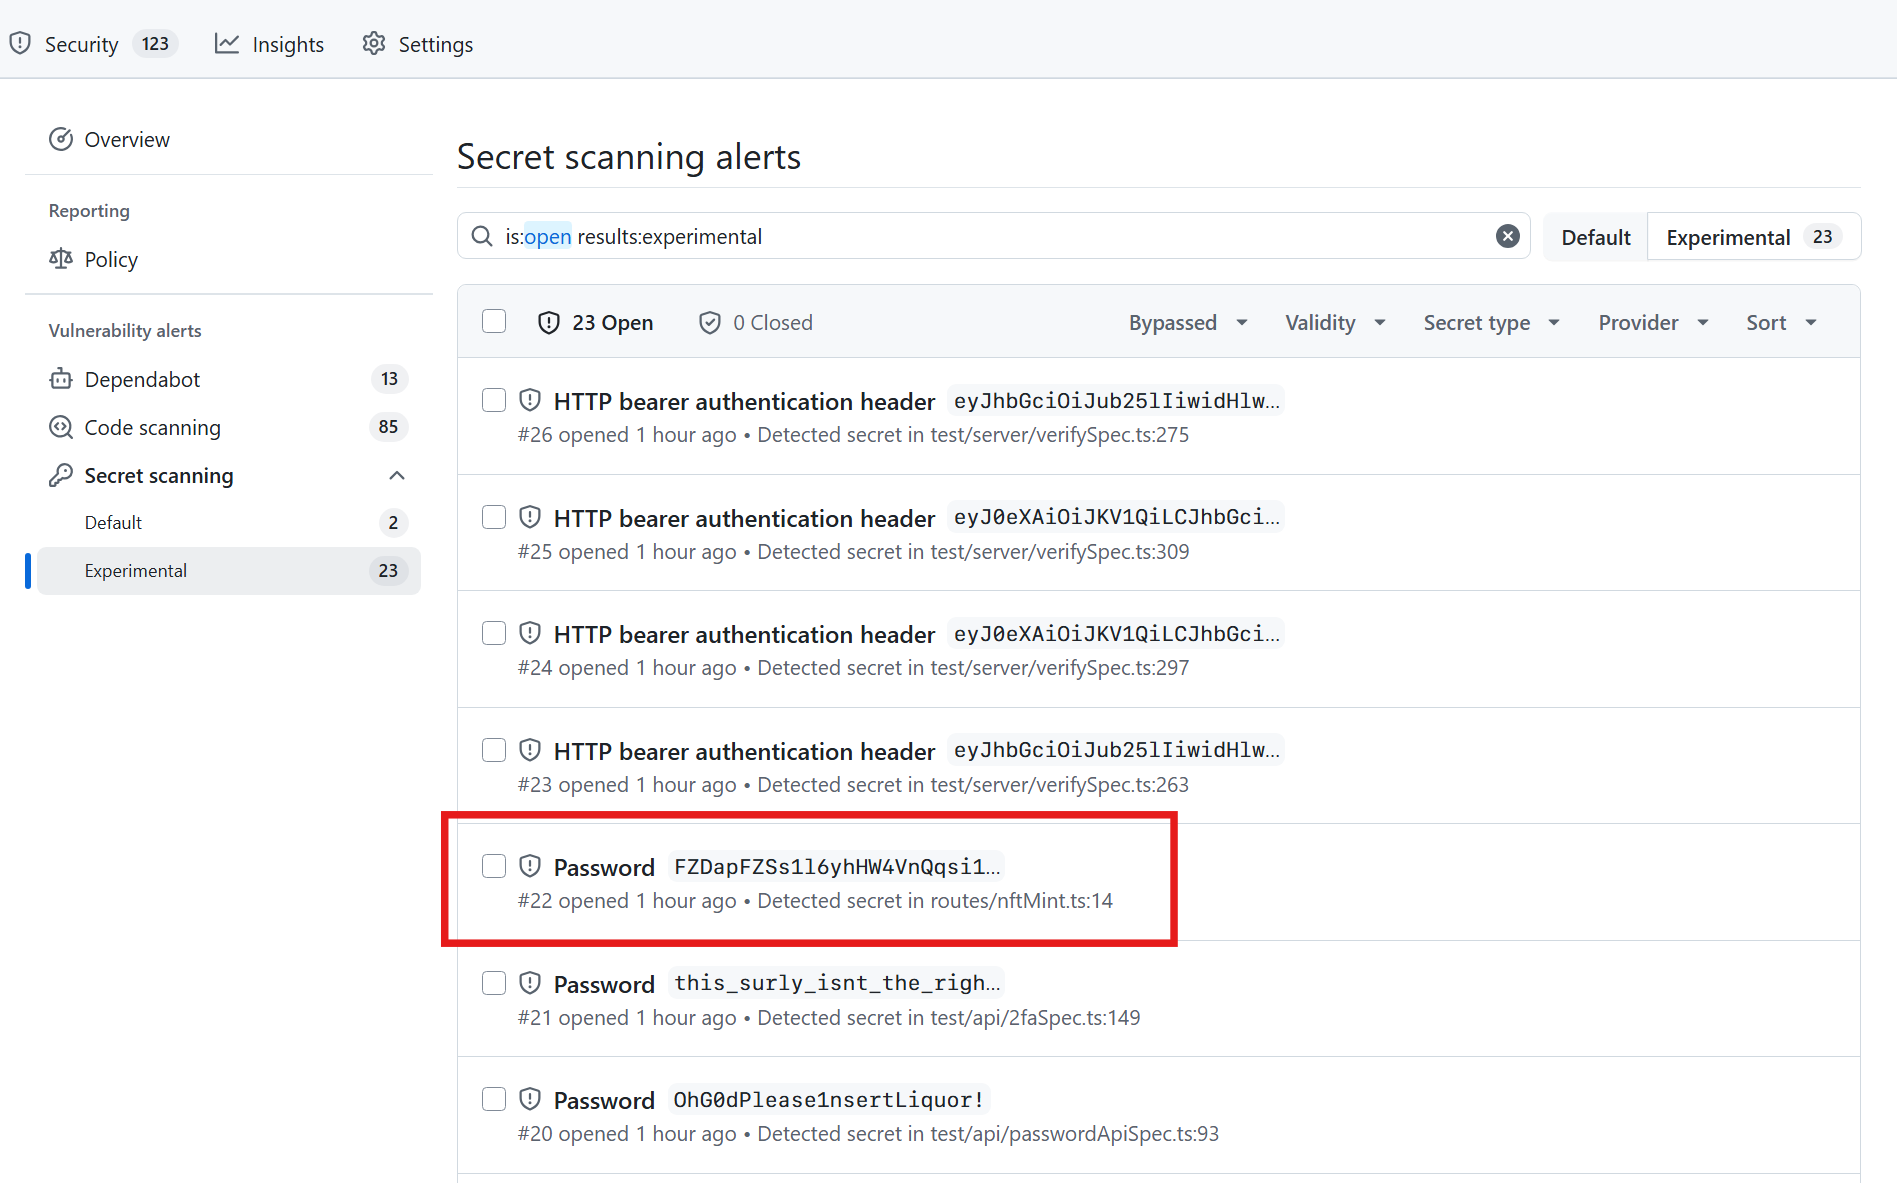 Security 123 Insights Settings
Overview
Reporting
Policy
Vulnerability alerts
Dependabot 13
Code scanning 85
Secret scanning
Default 2
Experimental 23
Secret scanning alerts
is:open results:experimental
Default Experimental 23
23 Open 0 Closed Bypassed Validity Secret type Provider Sort
HTTP bearer authentication header eyJhbGciOiJub25lIiwidHlw...
#26 opened 1 hour ago • Detected secret in test/server/verifySpec.ts:275
HTTP bearer authentication header eyJ0eXAiOiJKV1QiLCJhbGci...
#25 opened 1 hour ago • Detected secret in test/server/verifySpec.ts:309
HTTP bearer authentication header eyJ0eXAiOiJKV1QiLCJhbGci...
#24 opened 1 hour ago • Detected secret in test/server/verifySpec.ts:297
HTTP bearer authentication header eyJhbGciOiJub25lIiwidHlw...
#23 opened 1 hour ago • Detected secret in test/server/verifySpec.ts:263
Password FZDapFZSs1l6yhHW4VnQqsi1...
#22 opened 1 hour ago • Detected secret in routes/nftMint.ts:14
Password this_surly_isnt_the_righ...
#21 opened 1 hour ago • Detected secret in test/api/2faSpec.ts:149
Password OhG0dPlease1nsertLiquor!
#20 opened 1 hour ago • Detected secret in test/api/passwordApiSpec.ts:93